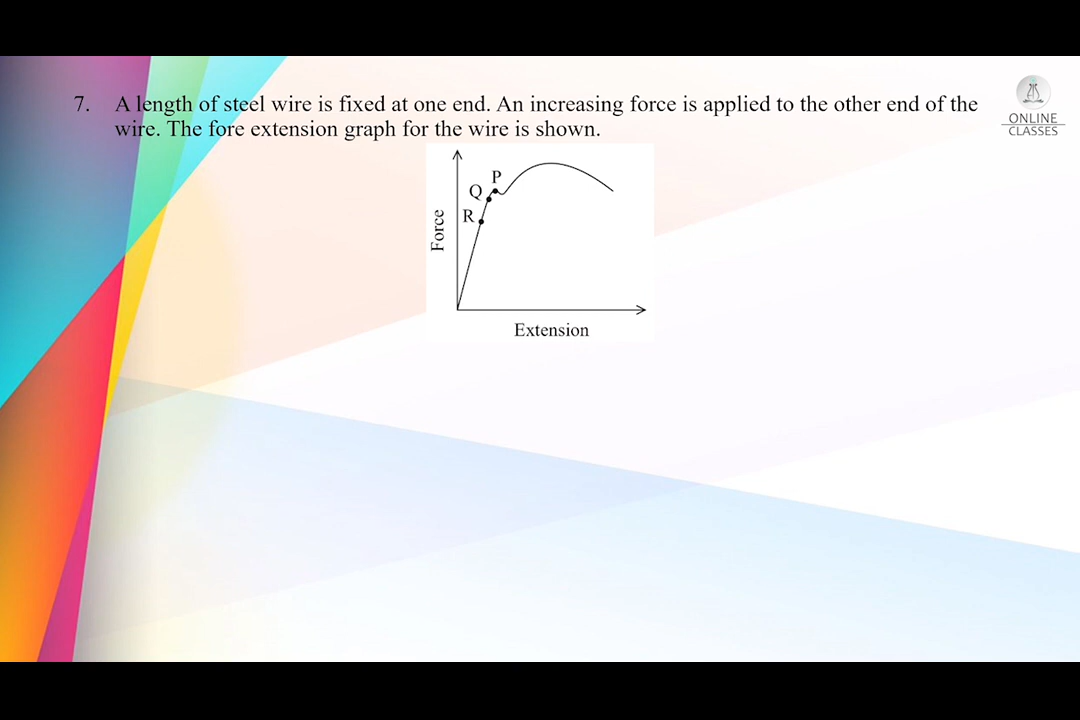 7. A length of steel wire is fixed at one end. An increasing force is applied to the other end of the
wire. The fore extension graph for the wire is shown.
ONLINE
CLASSES
P
Q
R
Force
Extension